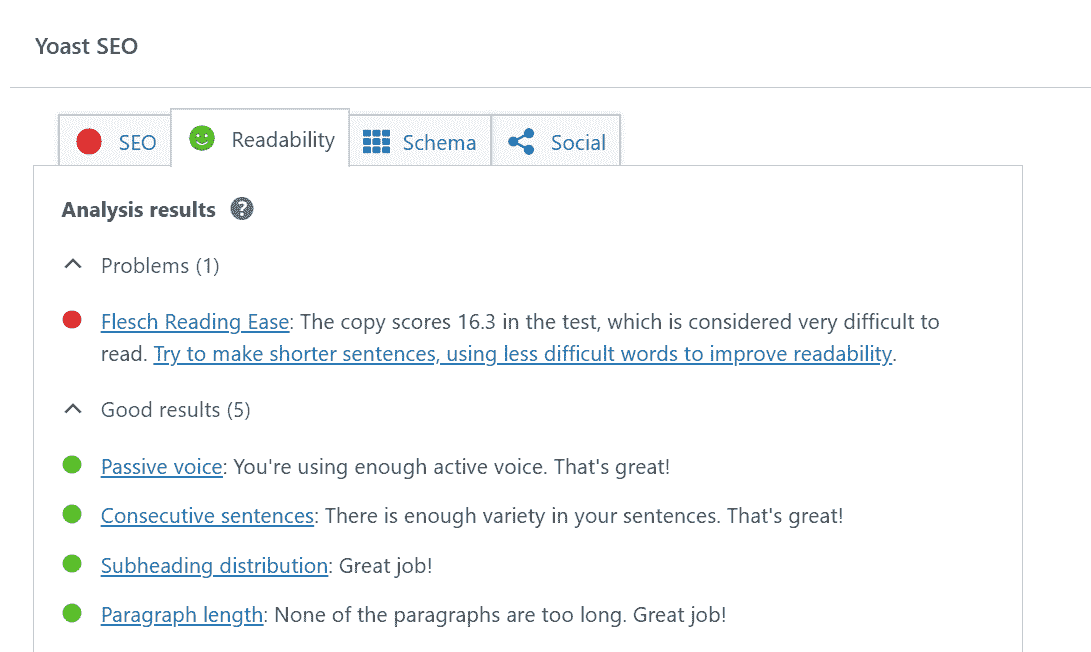 Yoast SEO
SEO
Readability
Schema
Social
Analysis results ?
Problems (1)
Flesch Reading Ease: The copy scores 16.3 in the test, which is considered very difficult to
read. Try to make shorter sentences, using less difficult words to improve readability.
Good results (5)
Passive voice: You're using enough active voice. That's great!
Consecutive sentences: There is enough variety in your sentences. That's great!
Subheading distribution: Great job!
Paragraph length: None of the paragraphs are too long. Great job!